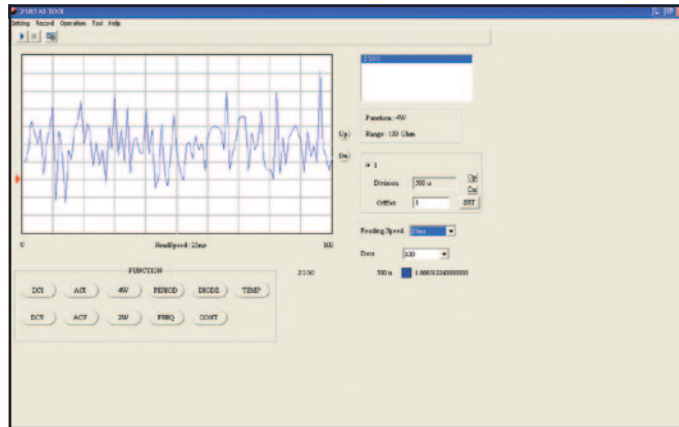 2100 KI-TOOL
Setting Record Operation Tool Help
2100
Function : 4W
Range : 100 Ohm
Up
Dn
1
Division 500 u Up
Dn
Offset 1 SET
Reading Speed 25ms
0 ReadSpeed : 25ms 100
Data 100
FUNCTION 2100 500 u
DCI ACI 4W PERIOD DIODE TEMP
DCV ACV 2W FREQ CONT